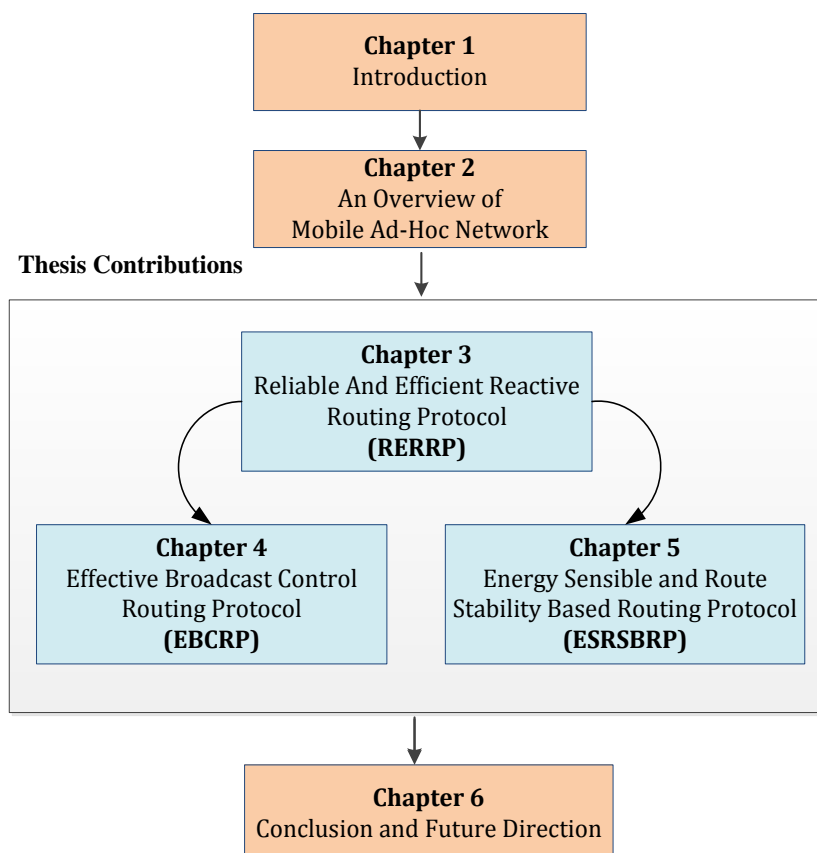 Chapter 1
Introduction
Chapter 2
An Overview of
Mobile Ad-Hoc Network
Thesis Contributions
Chapter 3
Reliable And Efficient Reactive
Routing Protocol
(RERRP)
Chapter 4
Effective Broadcast Control
Routing Protocol
(EBCRP)
Chapter 5
Energy Sensible and Route
Stability Based Routing Protocol
(ESRSBRP)
Chapter 6
Conclusion and Future Direction